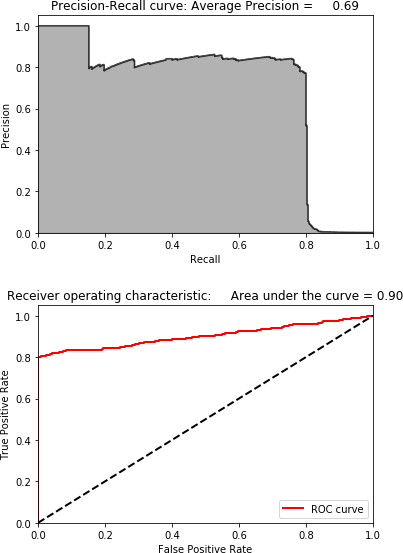 Precision-Recall curve: Average Precision = 0.69
1.0
0.8
0.6
0.4
0.2
0.0
Precision
0.0 0.2 0.4 0.6 0.8 1.0
Recall
Receiver operating characteristic: Area under the curve = 0.90
1.0
0.8
0.6
0.4
0.2
0.0
True Positive Rate
ROC curve
0.0 0.2 0.4 0.6 0.8 1.0
False Positive Rate